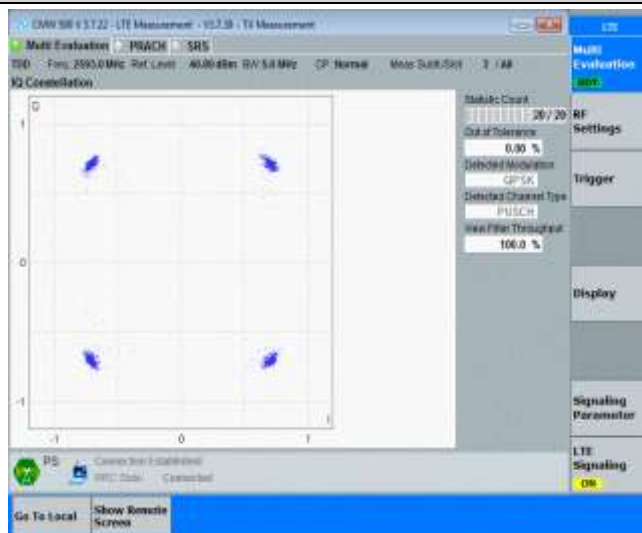 CMW 500 V 3.7.22 - LTE Measurement - V3.7.30 - TX Measurement
Multi Evaluation PRACH SRS
TDD Freq. 2593.0 MHz Ref. Level: 40.00 dBm BW: 5.0 MHz CP: Normal Meas Subfr./Slot 2 / All
IQ Constellation
Q
1
0
-1
-1
0
1
I
Statistic Count
20 / 20
Out of Tolerance
0.00 %
Detected Modulation
QPSK
Detected Channel Type
PUSCH
View Filter Throughput
100.0 %
PS
Connection Established
RRC State Connected
LTE
Multi
Evaluation
RDY
RF
Settings
Trigger
Display
Signaling
Parameter
LTE
Signaling
ON
Go To Local
Show Remote
Screen